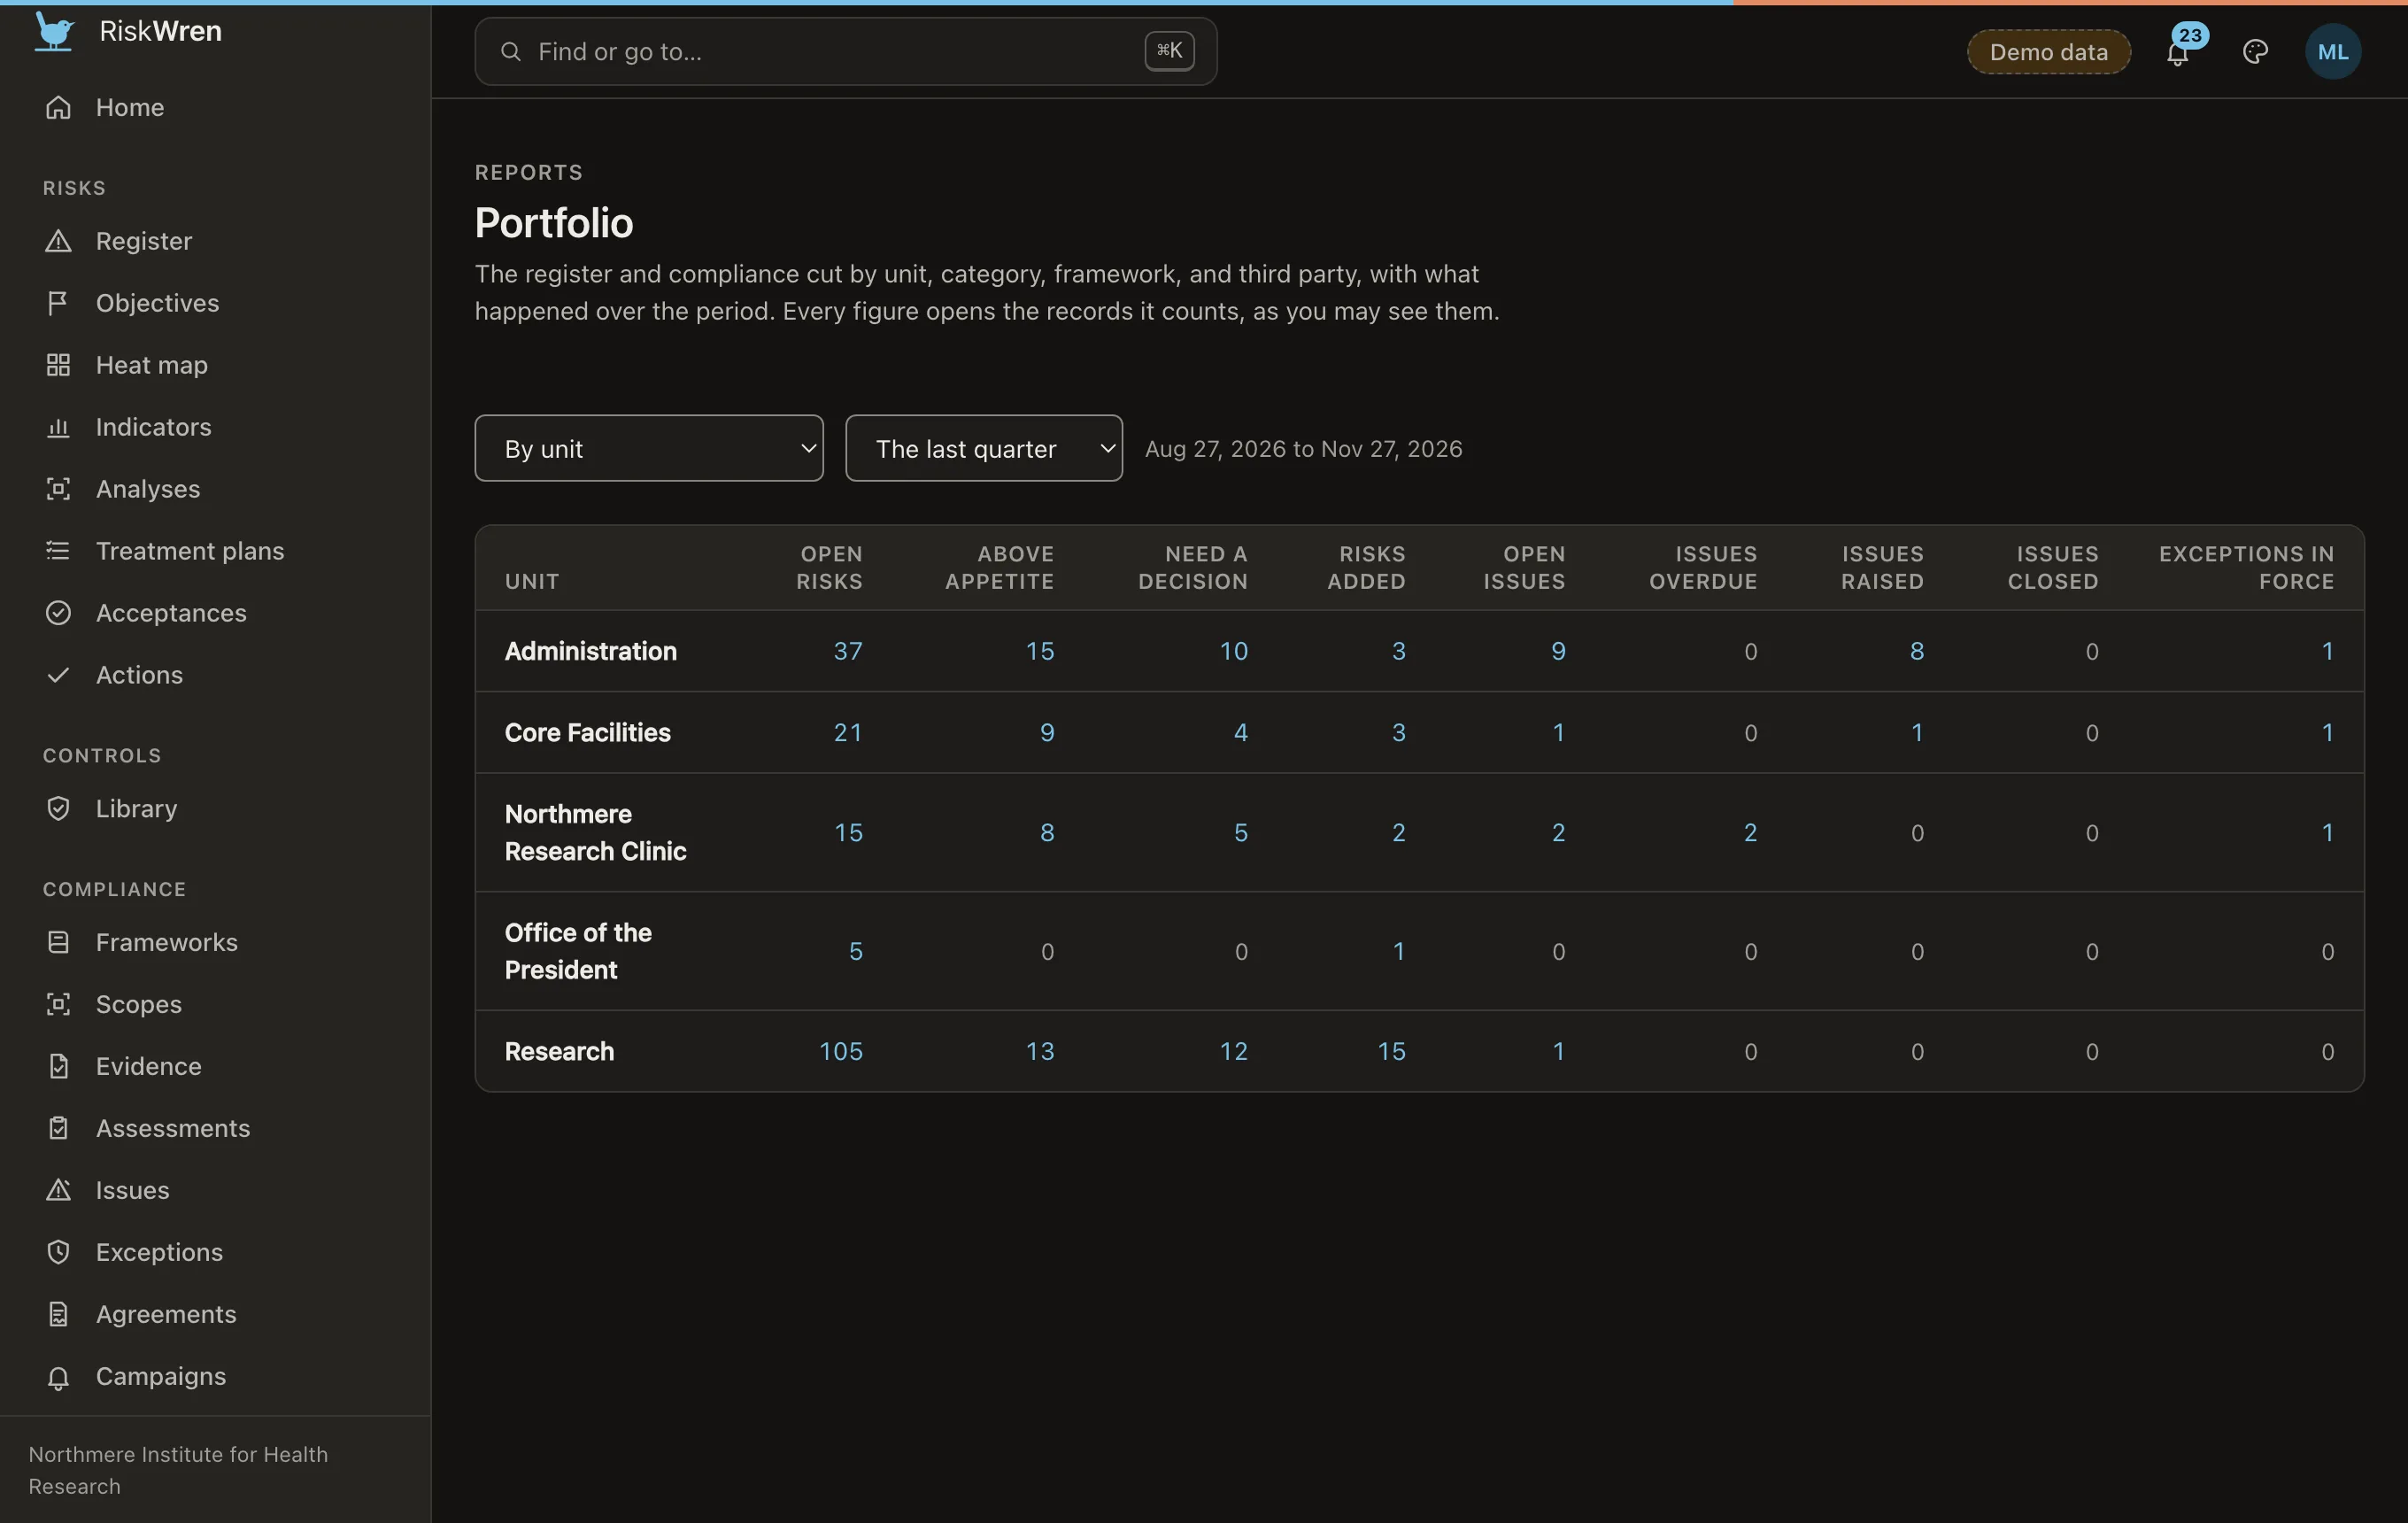 RiskWren
Find or go to...
⌘K
Demo data
23
ML
Home
RISKS
Register
Objectives
Heat map
Indicators
Analyses
Treatment plans
Acceptances
Actions
CONTROLS
Library
COMPLIANCE
Frameworks
Scopes
Evidence
Assessments
Issues
Exceptions
Agreements
Campaigns
Northmere Institute for Health
Research
REPORTS
Portfolio
The register and compliance cut by unit, category, framework, and third party, with what
happened over the period. Every figure opens the records it counts, as you may see them.
By unit
The last quarter
Aug 27, 2026 to Nov 27, 2026
UNIT OPEN RISKS ABOVE APPETITE NEED A DECISION RISKS ADDED OPEN ISSUES ISSUES OVERDUE ISSUES RAISED ISSUES CLOSED EXCEPTIONS IN FORCE
Administration 37 15 10 3 9 0 8 0 1
Core Facilities 21 9 4 3 1 0 1 0 1
Northmere Research Clinic 15 8 5 2 2 2 0 0 1
Office of the President 5 0 0 1 0 0 0 0 0
Research 105 13 12 15 1 0 0 0 0